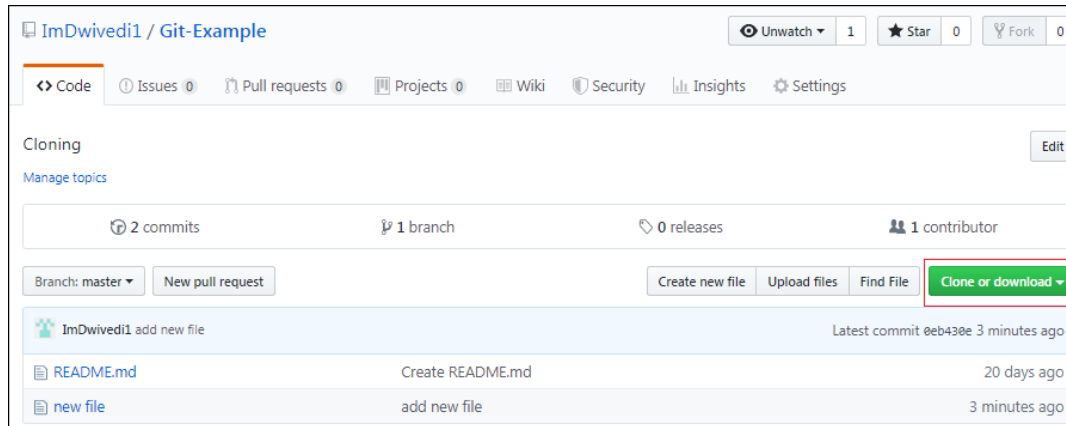 ImDwivedi1 / Git-Example
Unwatch 1 Star 0 Fork 0
Code Issues 0 Pull requests 0 Projects 0 Wiki Security Insights Settings
Cloning Edit
Manage topics
2 commits 1 branch 0 releases 1 contributor
Branch: master New pull request Create new file Upload files Find File Clone or download
ImDwivedi1 add new file Latest commit 0eb430e 3 minutes ago
README.md Create README.md 20 days ago
new file add new file 3 minutes ago